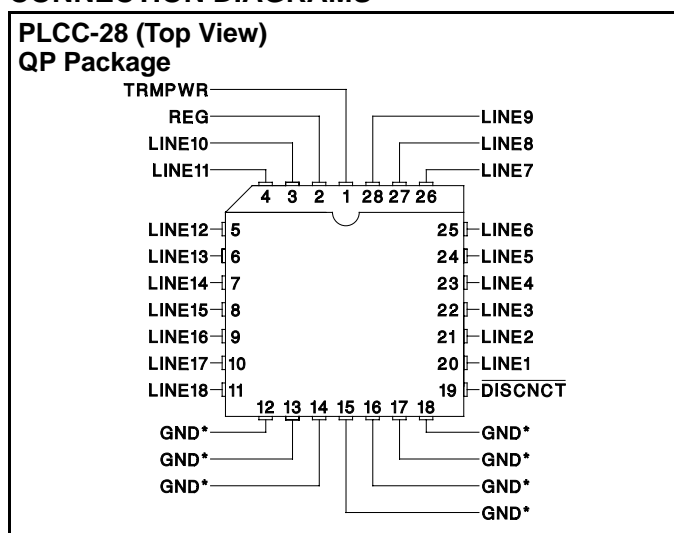 CONNECTION DIAGRAMS
PLCC-28 (Top View)
QP Package
TRMPWR
REG
LINE10
LINE11
LINE9
LINE8
LINE7
4 3 2 1 28 27 26
LINE12 5
LINE13 6
LINE14 7
LINE15 8
LINE16 9
LINE17 10
LINE18 11
25 LINE6
24 LINE5
23 LINE4
22 LINE3
21 LINE2
20 LINE1
19 DISCNCT
12 13 14 15 16 17 18
GND*
GND*
GND*
GND*
GND*
GND*
GND*